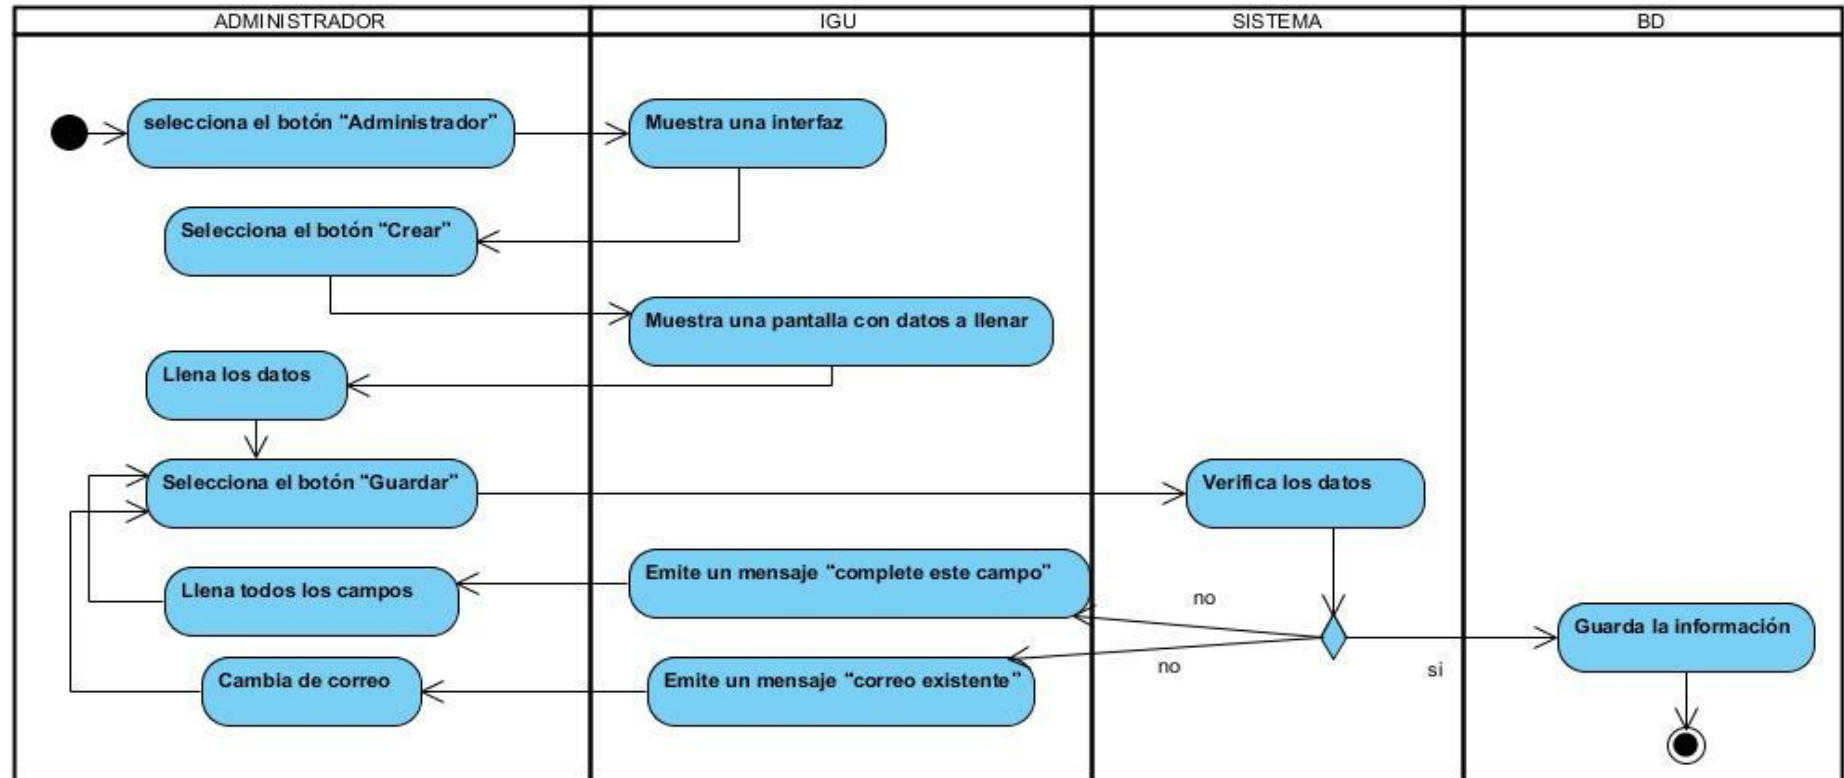 ADMINISTRADOR
IGU
SISTEMA
BD
selecciona el botón “Administrador”
Muestra una interfaz
Selecciona el botón “Crear”
Muestra una pantalla con datos a llenar
Llena los datos
Selecciona el botón “Guardar”
Verifica los datos
Emite un mensaje “complete este campo”
Llena todos los campos
no
Guarda la información
Cambia de correo
Emite un mensaje “correo existente”
no
si